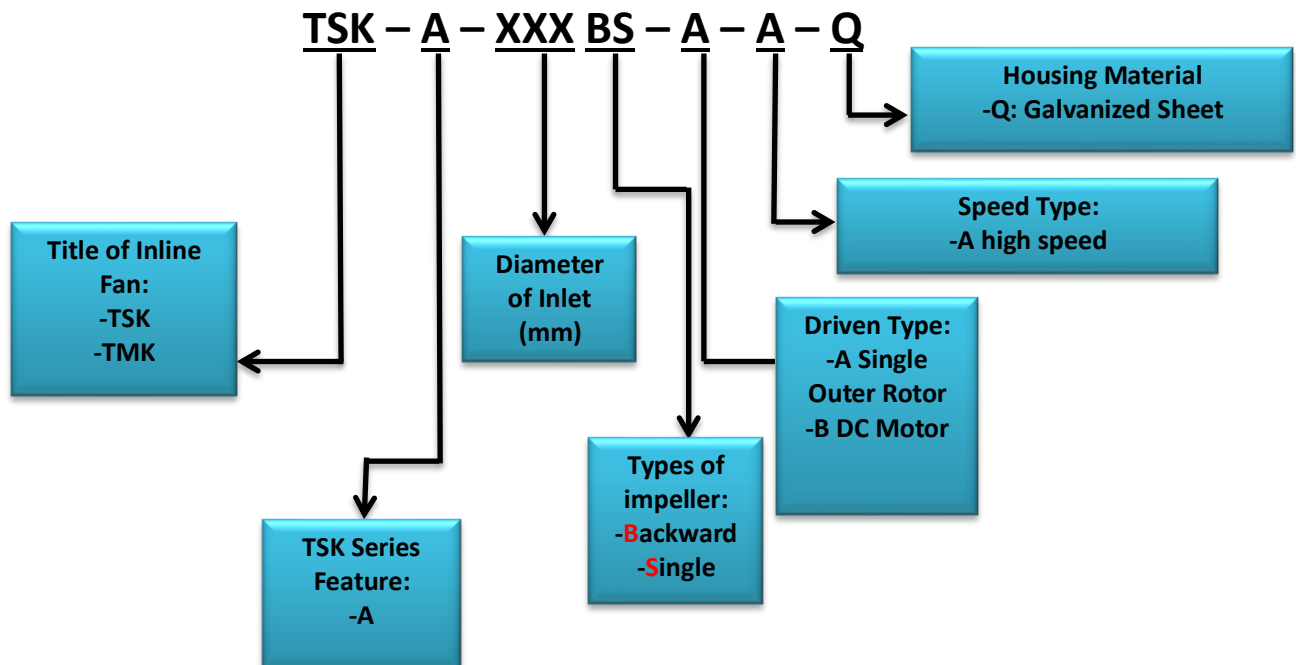 TSK – A – XXX BS – A – A – Q
Housing Material
-Q: Galvanized Sheet
Speed Type:
-A high speed
Title of Inline
Fan:
-TSK
-TMK
Diameter
of Inlet
(mm)
Driven Type:
-A Single
Outer Rotor
-B DC Motor
Types of
impeller:
-Backward
-Single
TSK Series
Feature:
-A